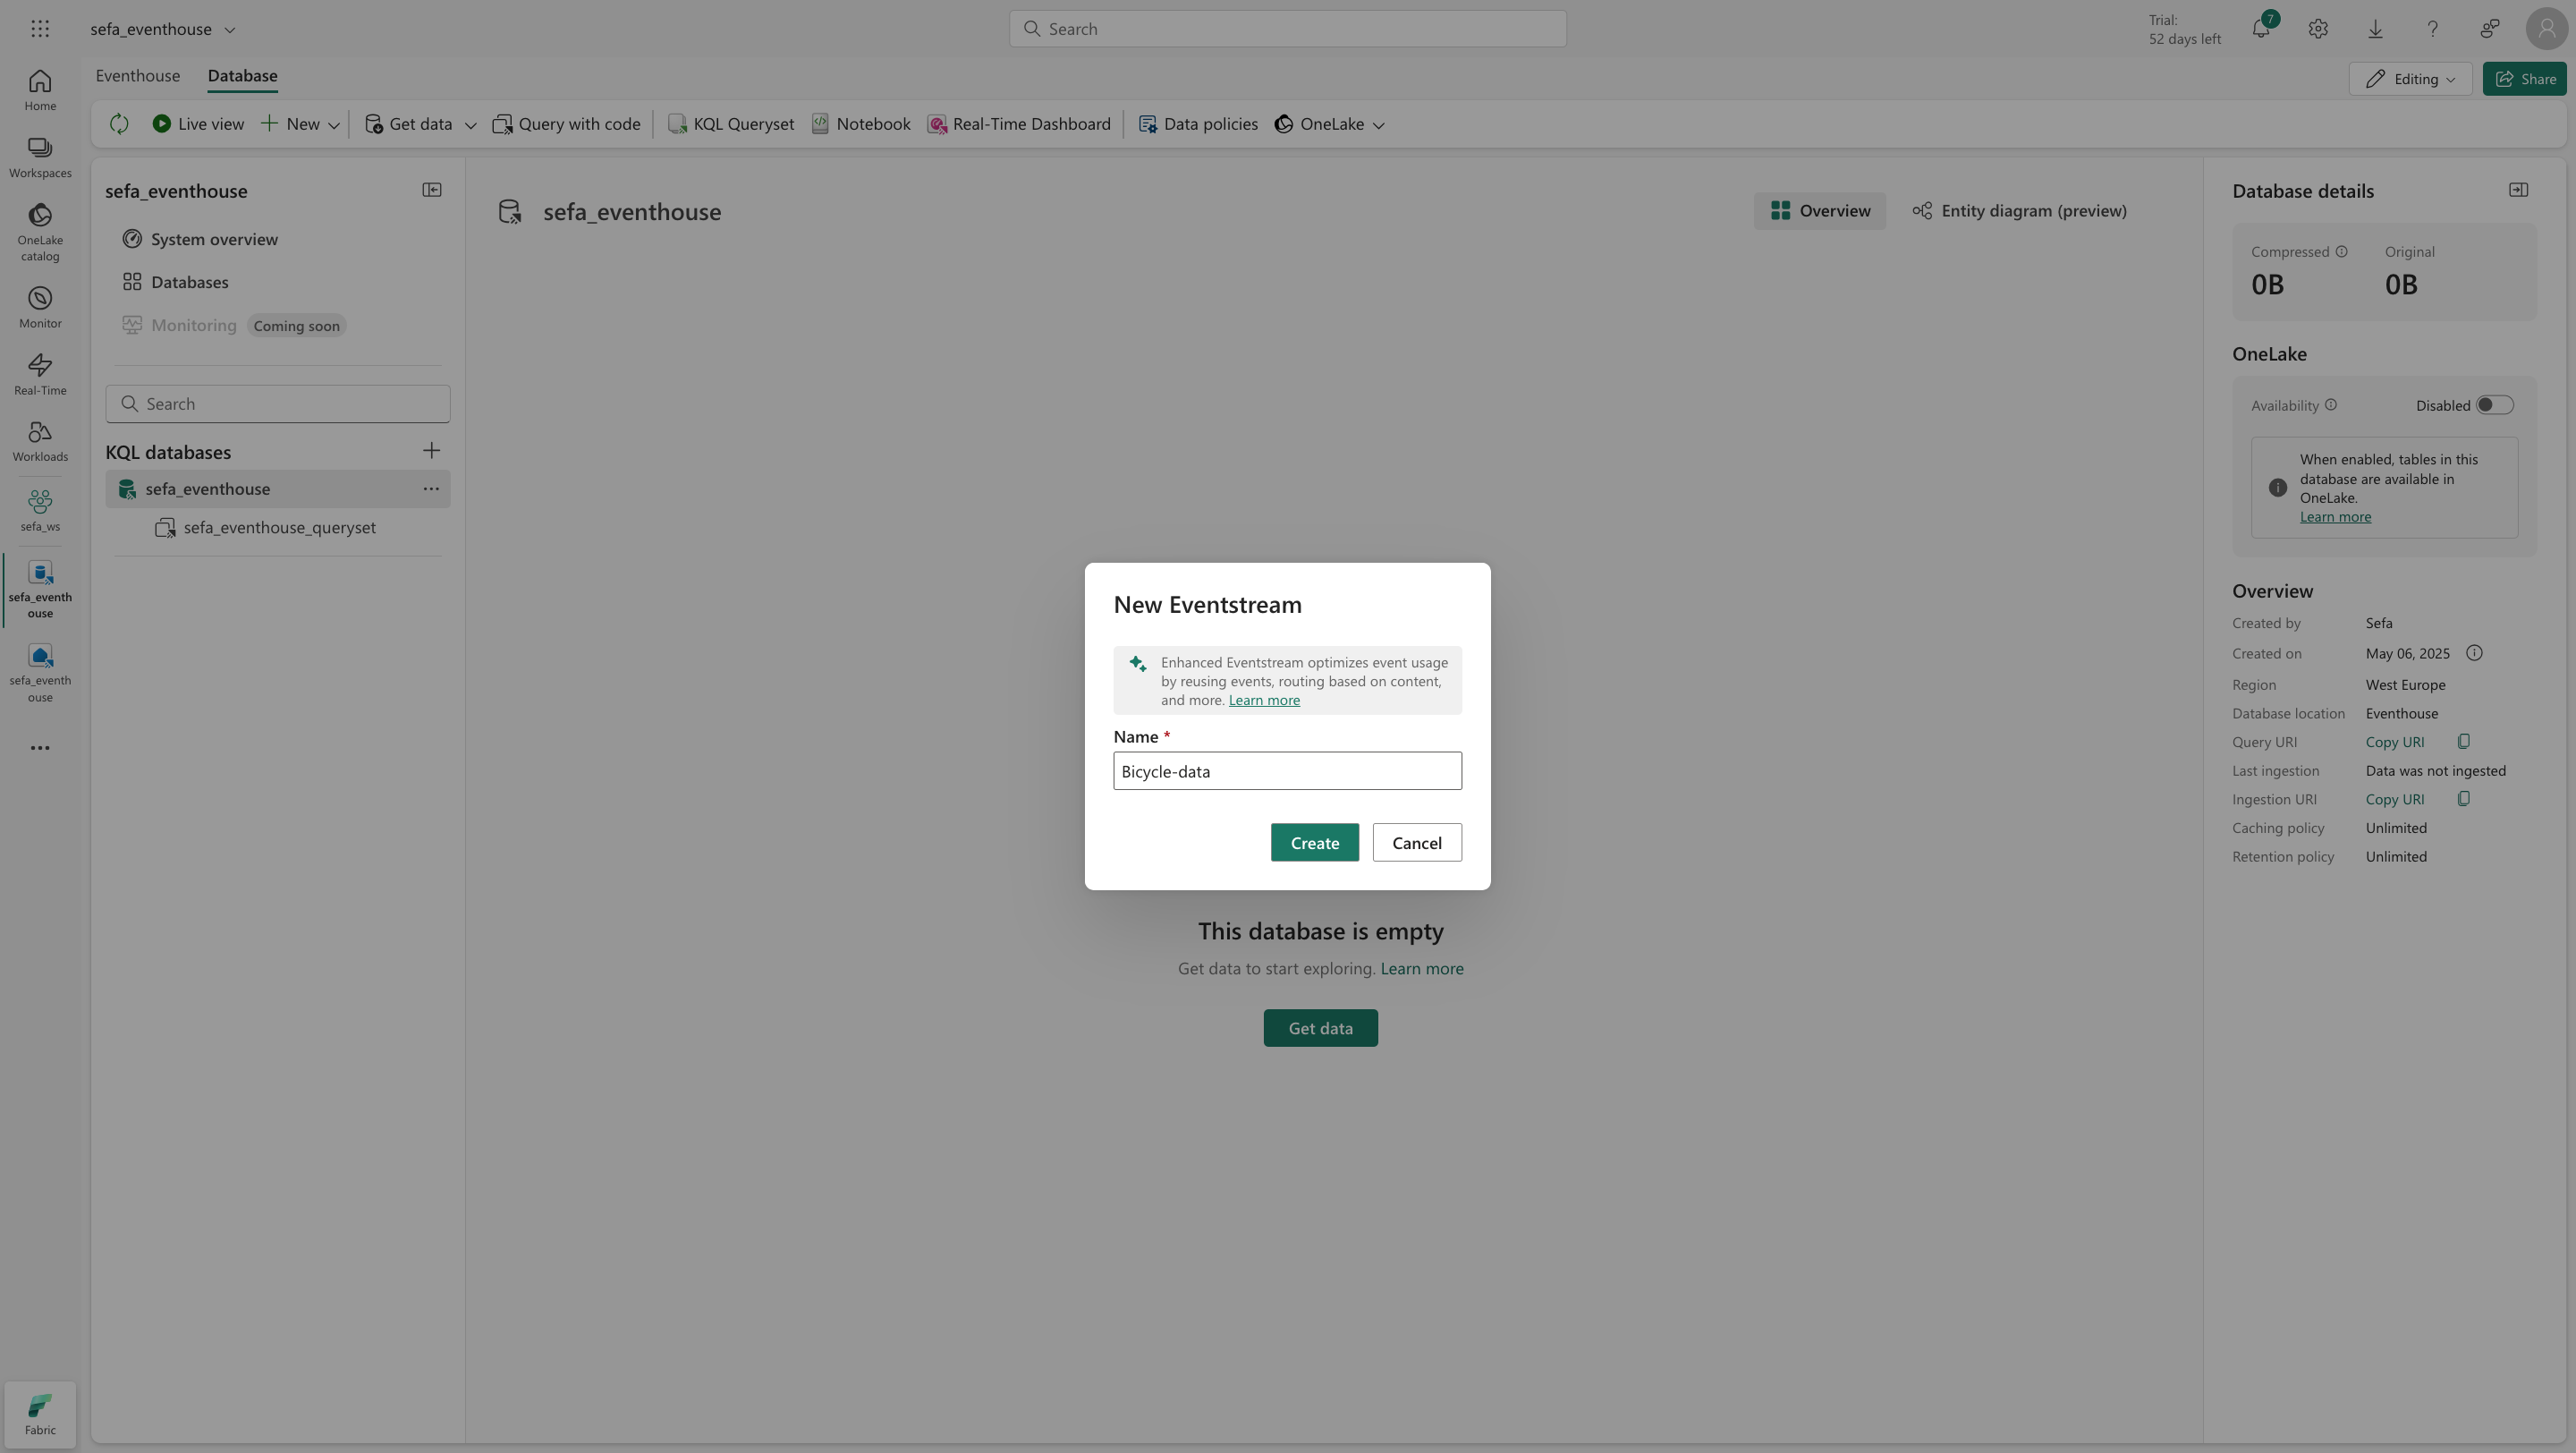 sefa_eventhouse
Search
Trial:
52 days left
7
Home
Workspaces
OneLake
catalog
Monitor
Real-Time
Workloads
sefa_ws
sefa_eventh
ouse
sefa_eventh
ouse
Fabric
Eventhouse
Database
Editing
Share
Live view
New
Get data
Query with code
KQL Queryset
Notebook
Real-Time Dashboard
Data policies
OneLake
sefa_eventhouse
System overview
Databases
Monitoring
Coming soon
Search
KQL databases
sefa_eventhouse
sefa_eventhouse_queryset
sefa_eventhouse
Overview
Entity diagram (preview)
New Eventstream
Enhanced Eventstream optimizes event usage
by reusing events, routing based on content,
and more. Learn more
Name *
Bicycle-data
Create
Cancel
This database is empty
Get data to start exploring. Learn more
Get data
Database details
Compressed
Original
0B
0B
OneLake
Availability
Disabled
When enabled, tables in this
database are available in
OneLake.
Learn more
Overview
Created by
Sefa
Created on
May 06, 2025
Region
West Europe
Database location
Eventhouse
Query URI
Copy URI
Last ingestion
Data was not ingested
Ingestion URI
Copy URI
Caching policy
Unlimited
Retention policy
Unlimited